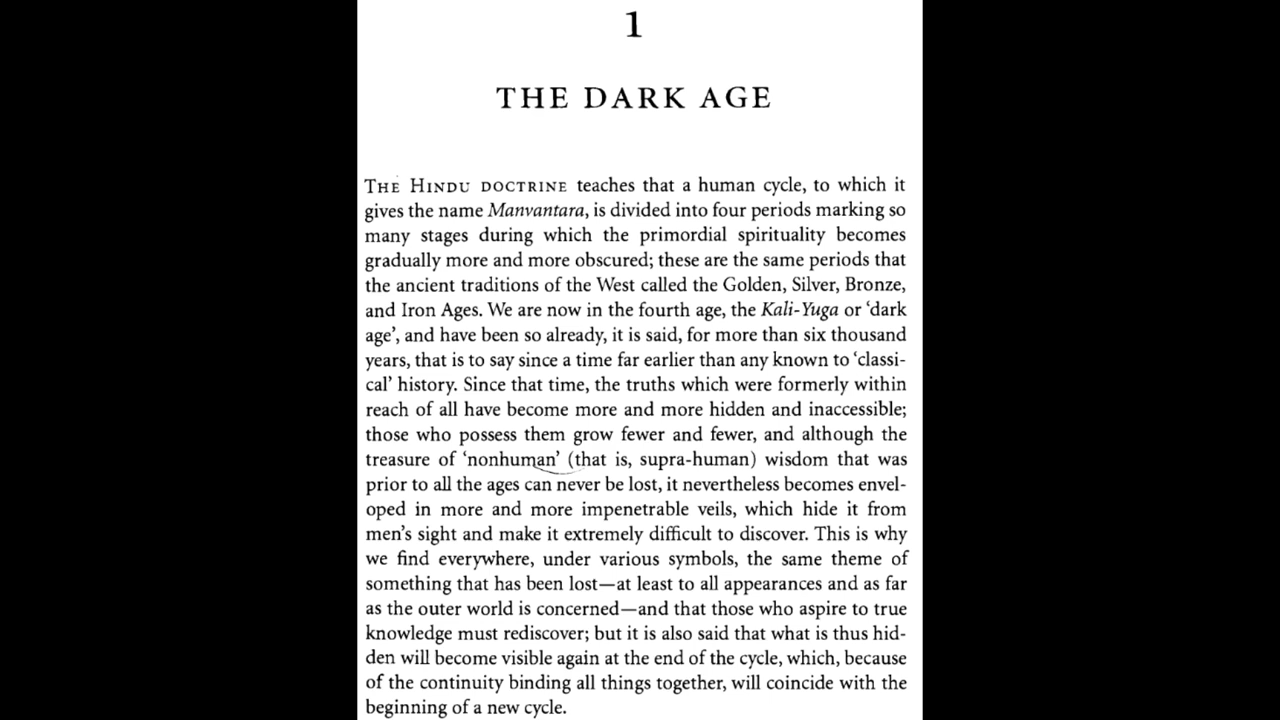 1
THE DARK AGE
THE HINDU DOCTRINE teaches that a human cycle, to which it
gives the name Manvantara, is divided into four periods marking so
many stages during which the primordial spirituality becomes
gradually more and more obscured; these are the same periods that
the ancient traditions of the West called the Golden, Silver, Bronze,
and Iron Ages. We are now in the fourth age, the Kali-Yuga or ‘dark
age’, and have been so already, it is said, for more than six thousand
years, that is to say since a time far earlier than any known to ‘classi-
cal’ history. Since that time, the truths which were formerly within
reach of all have become more and more hidden and inaccessible;
those who possess them grow fewer and fewer, and although the
treasure of ‘nonhuman’ (that is, supra-human) wisdom that was
prior to all the ages can never be lost, it nevertheless becomes envel-
oped in more and more impenetrable veils, which hide it from
men’s sight and make it extremely difficult to discover. This is why
we find everywhere, under various symbols, the same theme of
something that has been lost—at least to all appearances and as far
as the outer world is concerned—and that those who aspire to true
knowledge must rediscover; but it is also said that what is thus hid-
den will become visible again at the end of the cycle, which, because
of the continuity binding all things together, will coincide with the
beginning of a new cycle.